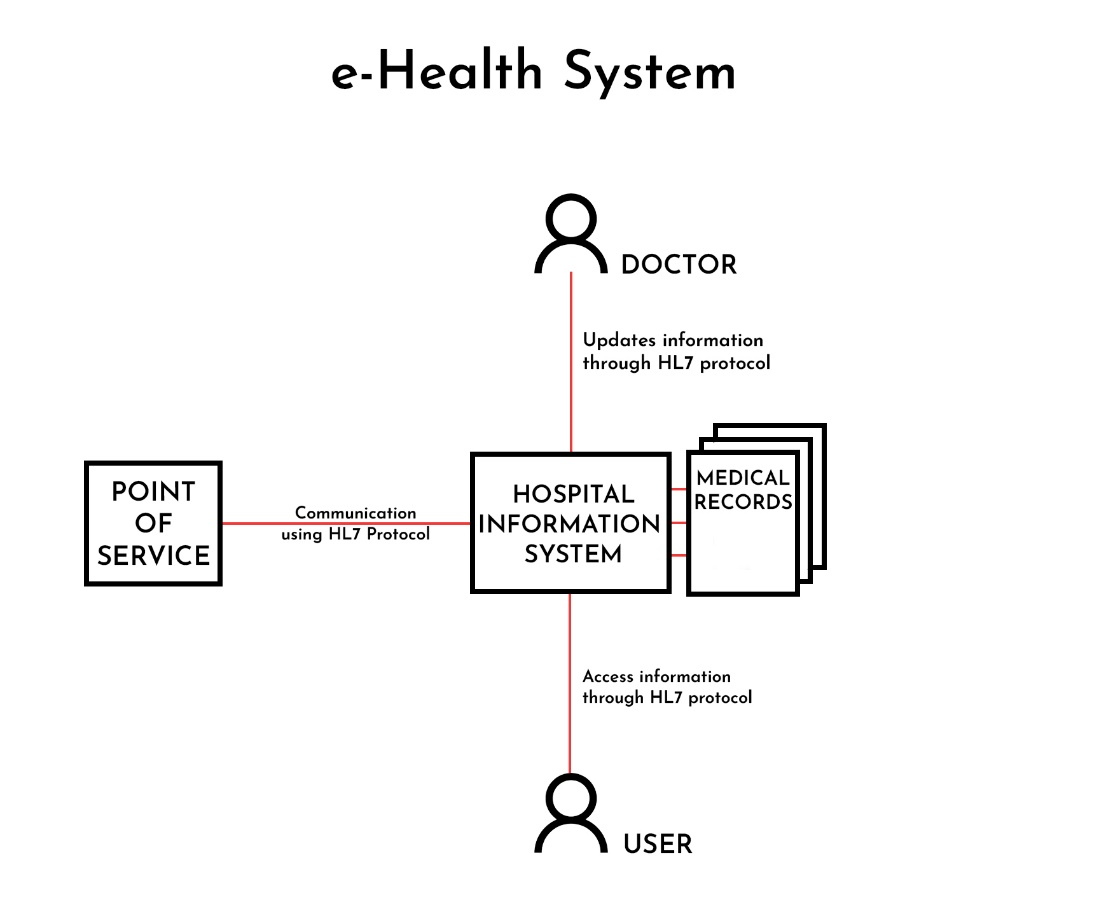 e-Health System
DOCTOR
Updates information
through HL7 protocol
MEDICAL
RECORDS
POINT
OF
SERVICE
Communication
using HL7 Protocol
HOSPITAL
INFORMATION
SYSTEM
Access information
through HL7 protocol
USER